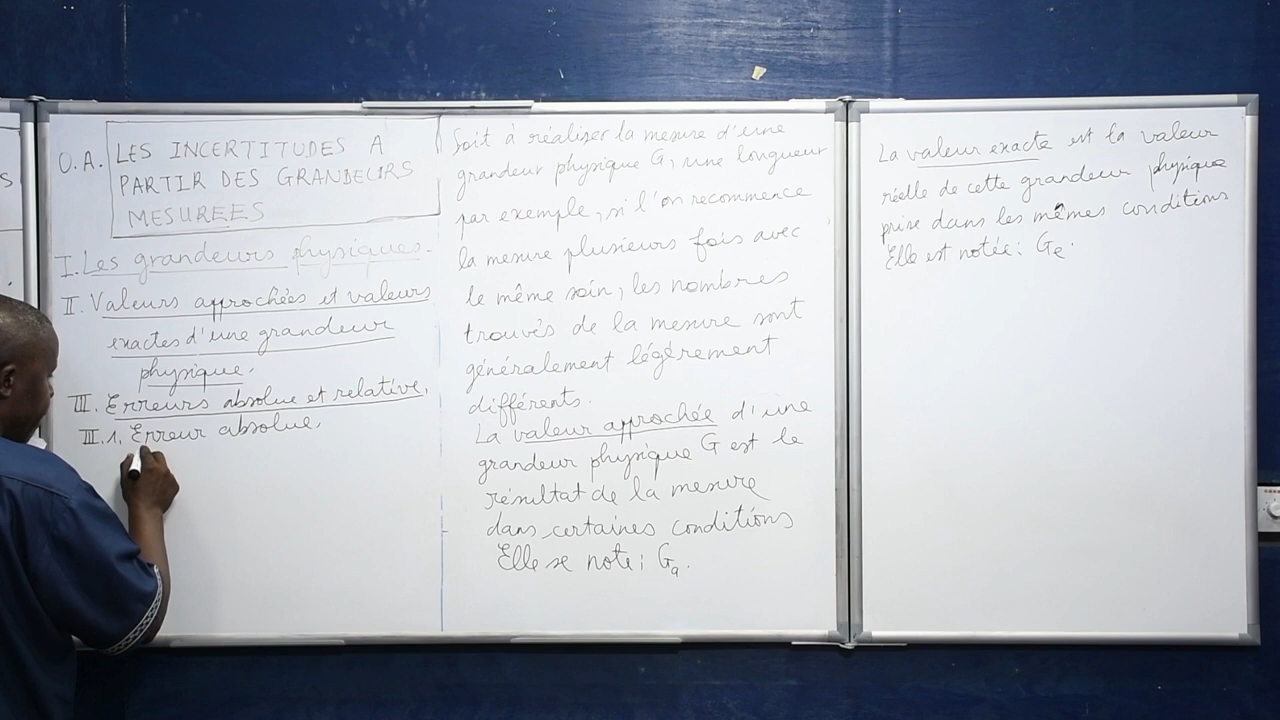 S
O.A. LES INCERTITUDES A
PARTIR DES GRANDEURS
MESUREES
I. Les grandeurs physiques.
II. Valeurs approchées et valeurs
exactes d'une grandeur
physique.
III. Erreurs absolue et relative.
III.1. Erreur absolue.
Soit à réaliser la mesure d'une
grandeur physique G, une longueur
par exemple, si l'on recommence
la mesure plusieurs fois avec
le même soin, les nombres
trouvés de la mesure sont
généralement légèrement
différents.
La valeur approchée d'une
grandeur physique G est le
résultat de la mesure
dans certaines conditions
Elle se note : Ga.
La valeur exacte est la valeur
réelle de cette grandeur physique
prise dans les mêmes conditions
Elle est notée : Ge.